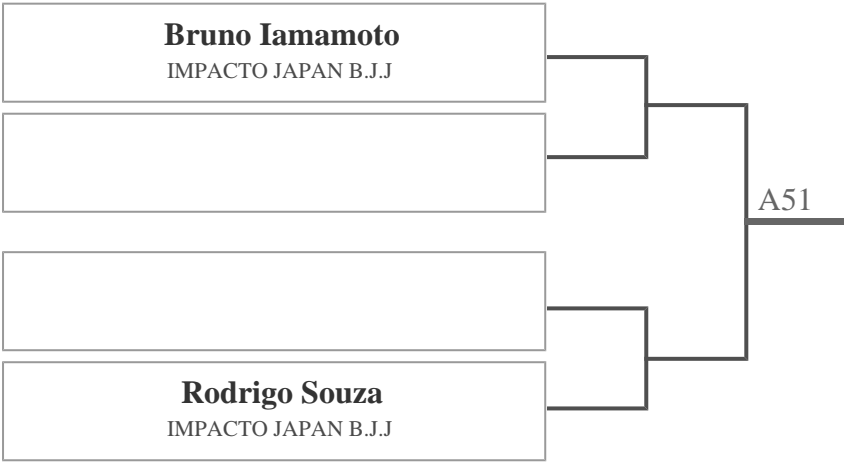 Bruno Iamamoto
IMPACTO JAPAN B.J.J
A51
Rodrigo Souza
IMPACTO JAPAN B.J.J